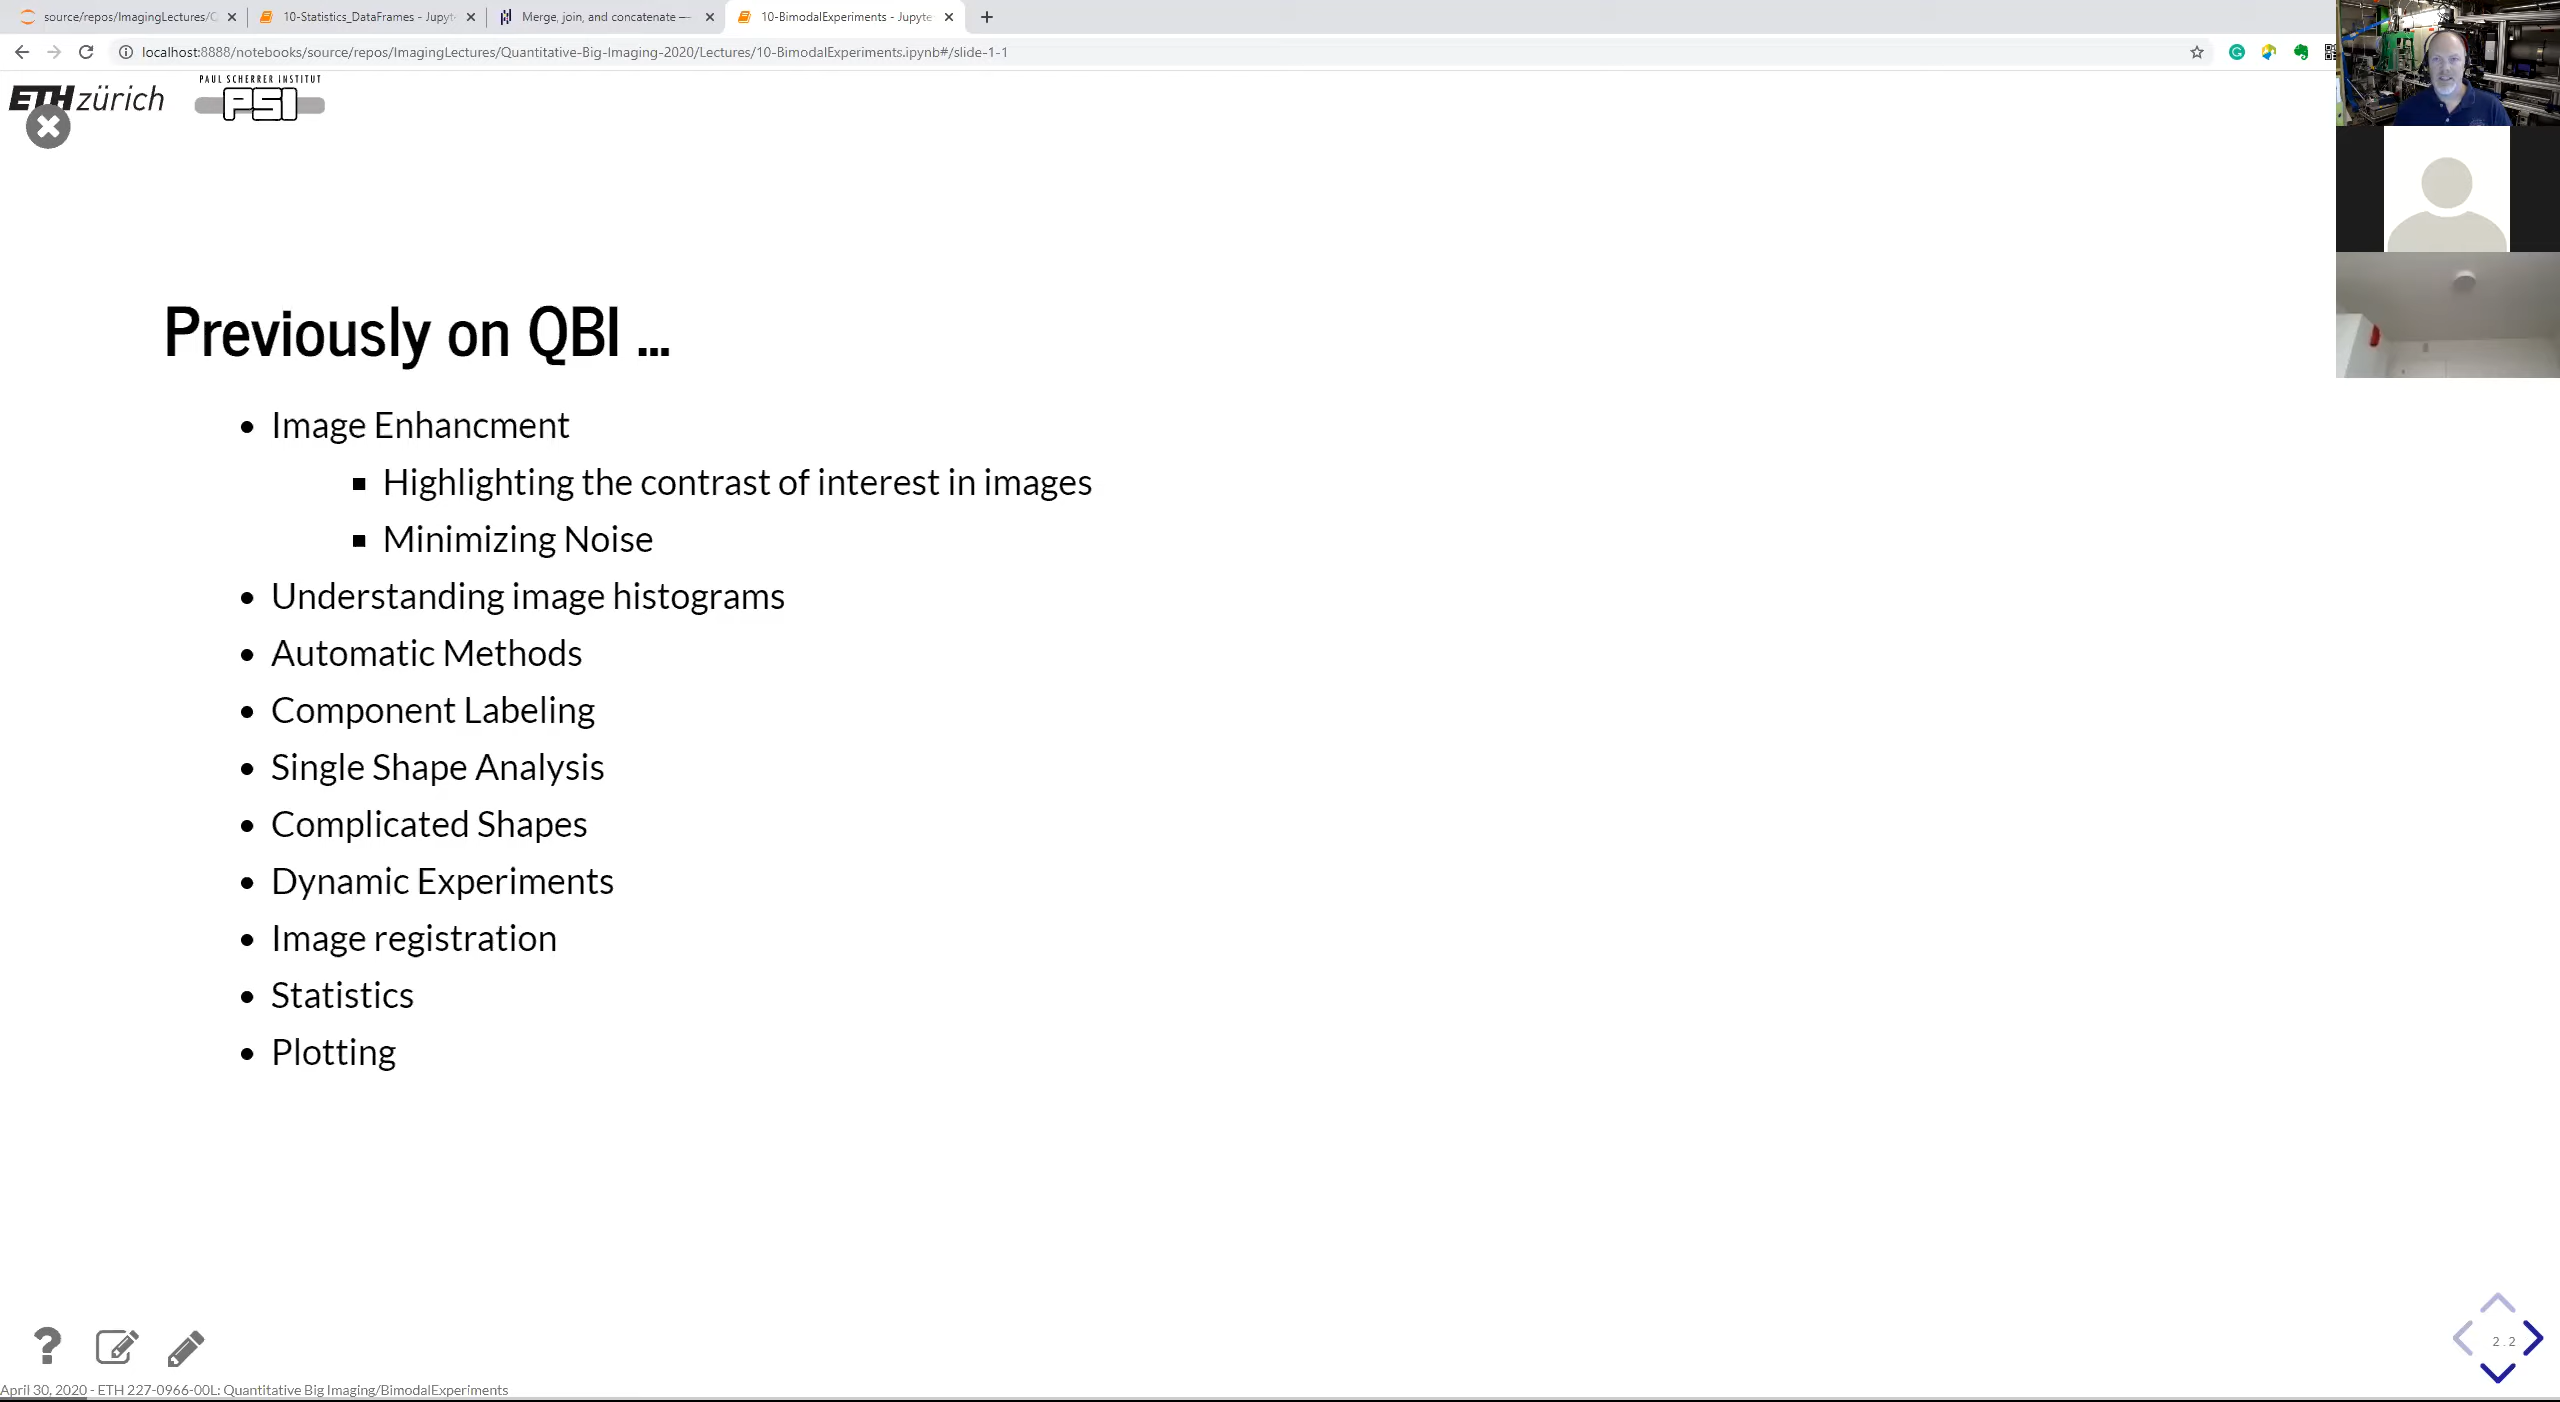 source/repos/ImagingLectures/Q
10-Statistics_DataFrames - Jupyt
Merge, join, and concatenate —
10-BimodalExperiments - Jupyte
localhost:8888/notebooks/source/repos/ImagingLectures/Quantitative-Big-Imaging-2020/Lectures/10-BimodalExperiments.ipynb#/slide-1-1
ETH zürich
PAUL SCHERRER INSTITUT
PSI
Previously on QBI ...
Image Enhancment
Highlighting the contrast of interest in images
Minimizing Noise
Understanding image histograms
Automatic Methods
Component Labeling
Single Shape Analysis
Complicated Shapes
Dynamic Experiments
Image registration
Statistics
Plotting
2.2
April 30, 2020 - ETH 227-0966-00L: Quantitative Big Imaging/BimodalExperiments